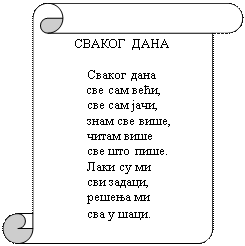 СВАКОГ ДАНА
Сваког дана
све сам већи,
све сам јачи,
знам све више,
читам више
све што пише.
Лаки су ми
сви задаци,
решења ми
сва у шаци.